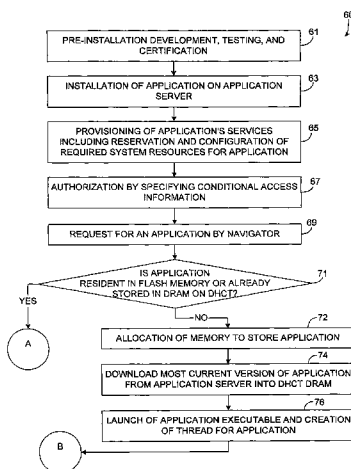 60
61
PRE-INSTALLATION DEVELOPMENT, TESTING, AND
CERTIFICATION
63
INSTALLATION OF APPLICATION ON APPLICATION
SERVER
65
PROVISIONING OF APPLICATION'S SERVICES
INCLUDING RESERVATION AND CONFIGURATION OF
REQUIRED SYSTEM RESOURCES FOR APPLICATION
67
AUTHORIZATION BY SPECIFYING CONDITIONAL ACCESS
INFORMATION
69
REQUEST FOR AN APPLICATION BY NAVIGATOR
71
IS APPLICATION
RESIDENT IN FLASH MEMORY OR ALREADY
STORED IN DRAM ON DHCT?
YES
NO
A
72
ALLOCATION OF MEMORY TO STORE APPLICATION
74
DOWNLOAD MOST CURRENT VERSION OF APPLICATION
FROM APPLICATION SERVER INTO DHCT DRAM
76
LAUNCH OF APPLICATION EXECUTABLE AND CREATION
OF THREAD FOR APPLICATION
B